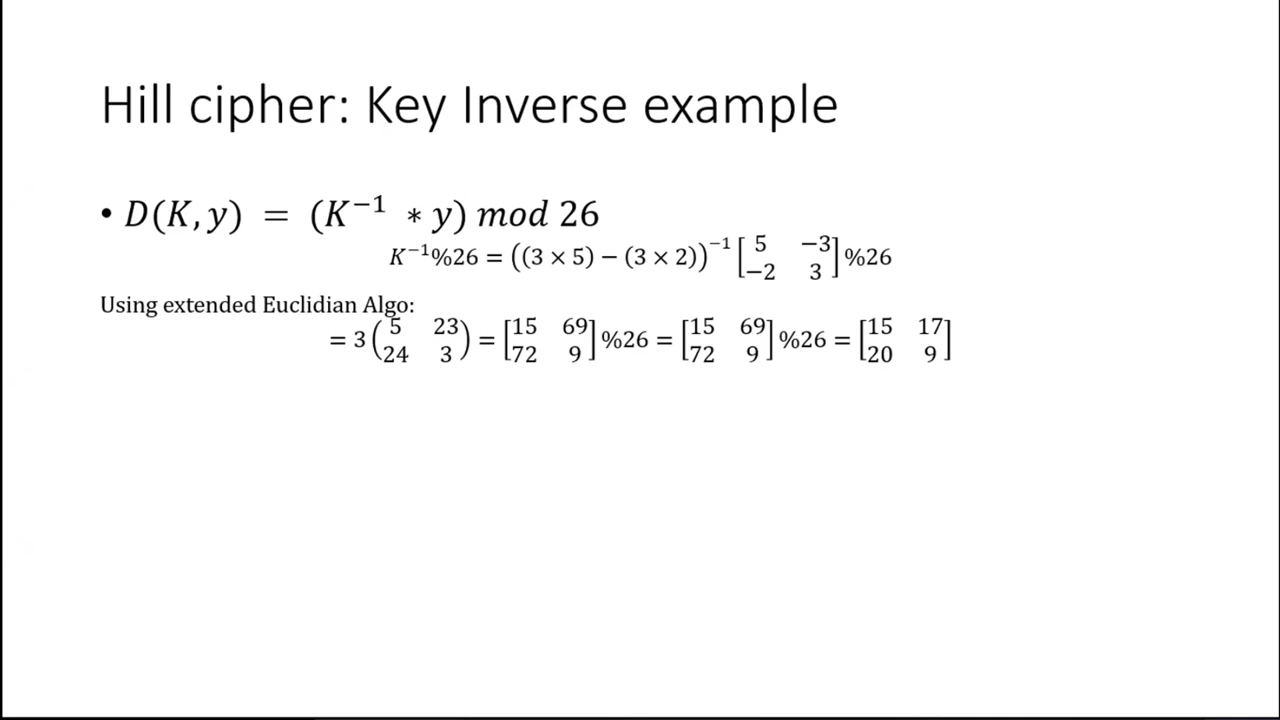 Hill cipher: Key Inverse example
• D(K, y) = (K⁻¹ * y) mod 26
K⁻¹%26 = ((3 × 5) − (3 × 2))⁻¹ [5 −3; −2 3] %26
Using extended Euclidian Algo:
= 3 (5 23; 24 3) = [15 69; 72 9] %26 = [15 69; 72 9] %26 = [15 17; 20 9]